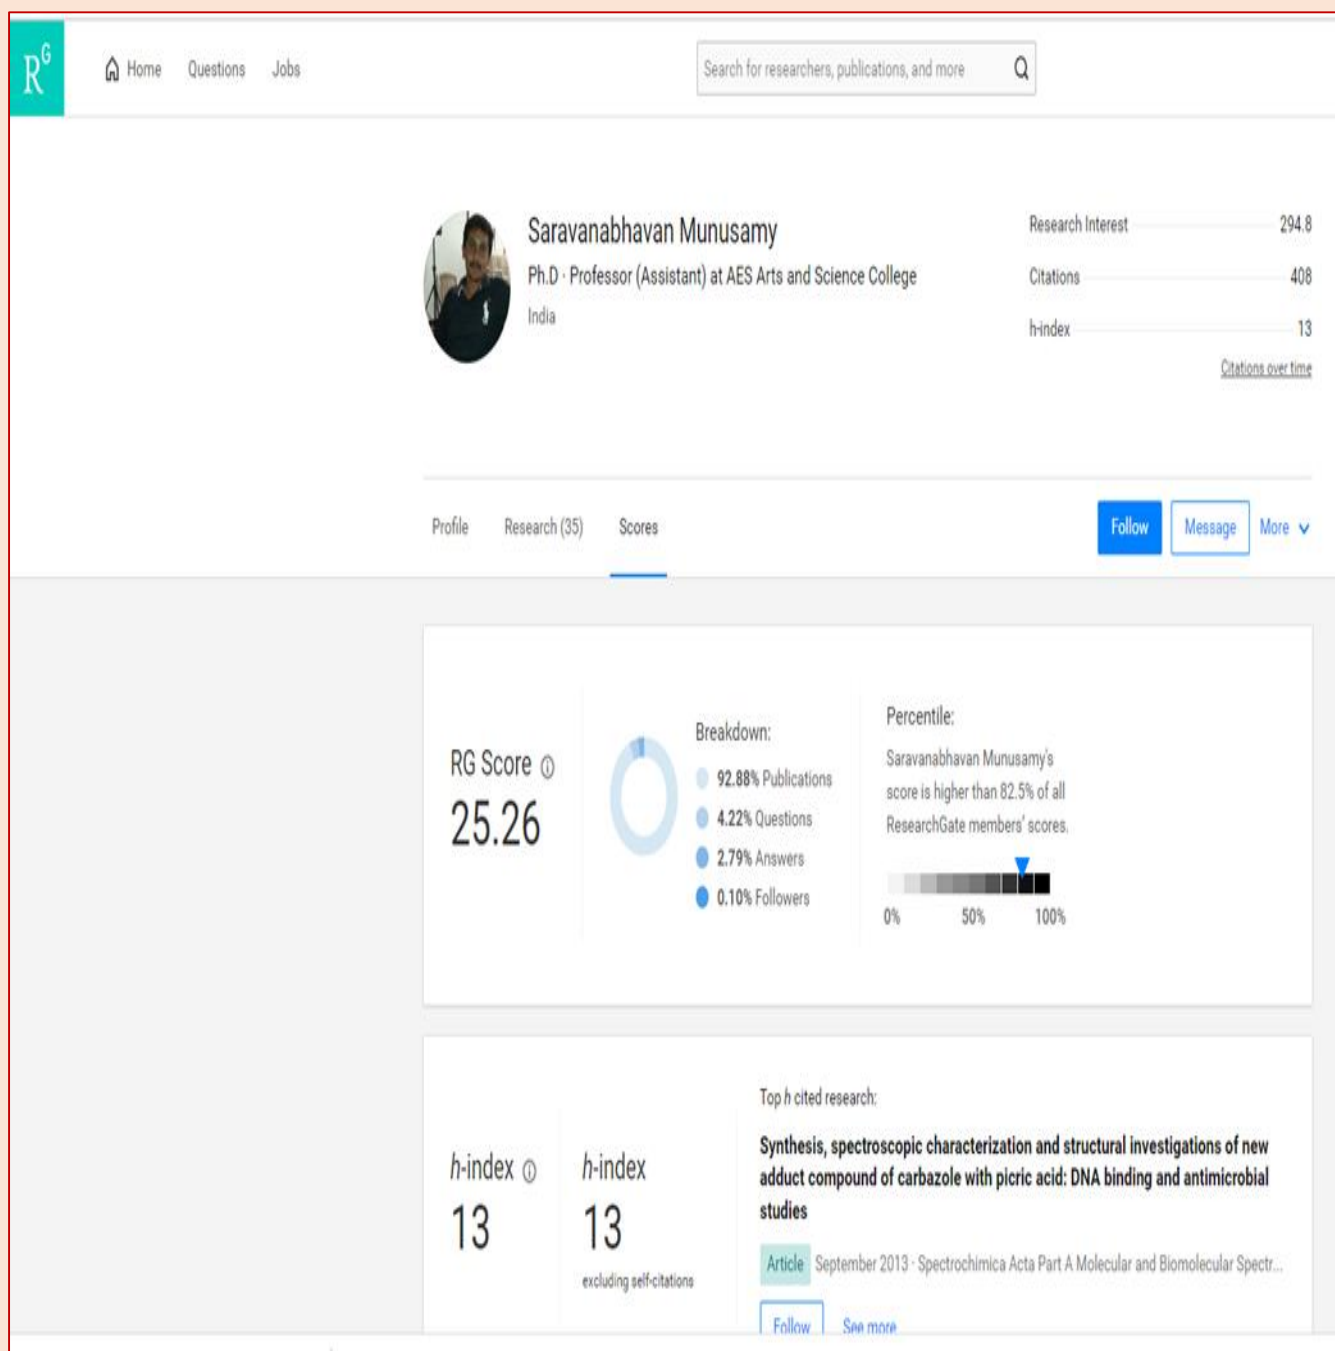 RG
Home Questions Jobs
Search for researchers, publications, and more
Saravanabhavan Munusamy
Ph.D · Professor (Assistant) at AES Arts and Science College
India
Research Interest 294.8
Citations 408
h-index 13
Citations over time
Profile Research (35) Scores
Follow Message More
RG Score
25.26
Breakdown:
92.88% Publications
4.22% Questions
2.79% Answers
0.10% Followers
Percentile:
Saravanabhavan Munusamy's
score is higher than 82.5% of all
ResearchGate members' scores.
0% 50% 100%
h-index
13
h-index
13
excluding self-citations
Top h cited research:
Synthesis, spectroscopic characterization and structural investigations of new
adduct compound of carbazole with picric acid: DNA binding and antimicrobial
studies
Article September 2013 · Spectrochimica Acta Part A Molecular and Biomolecular Spectr...
Follow See more